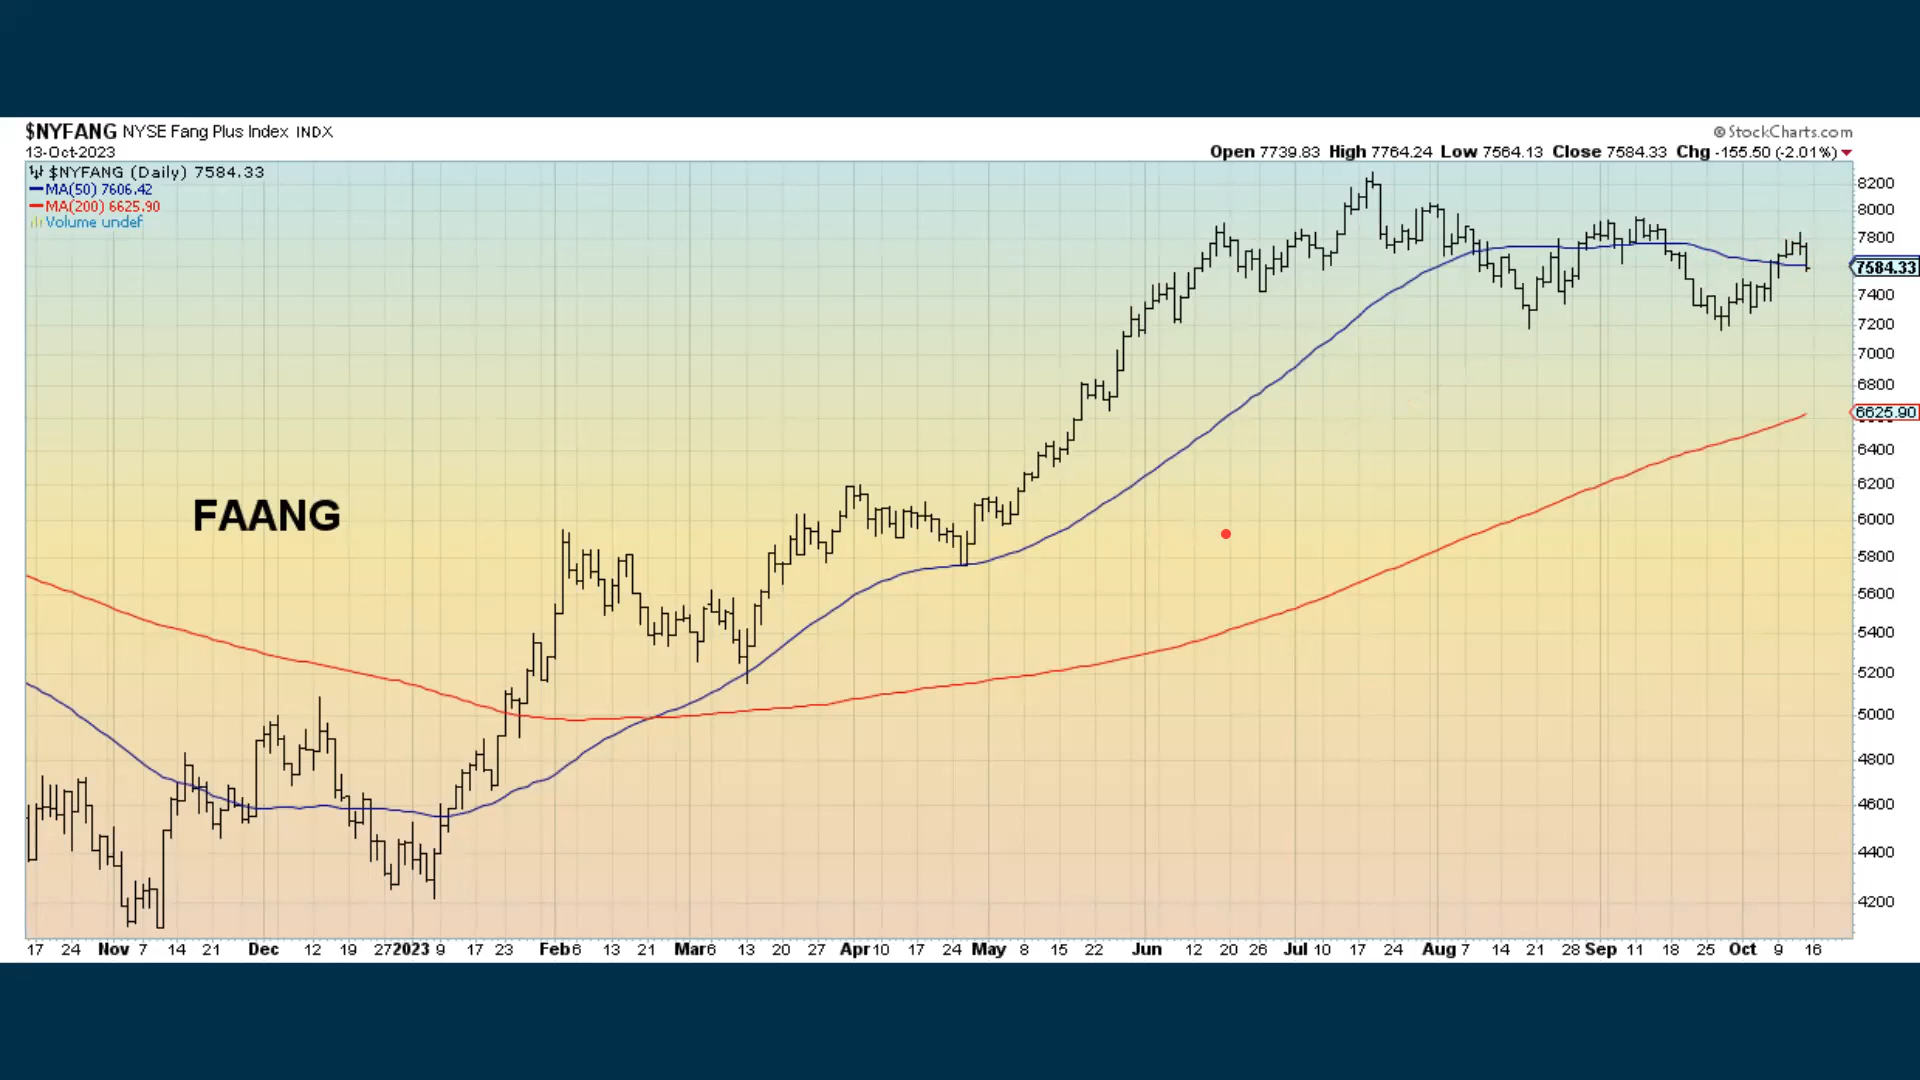 $NYFANG NYSE Fang Plus Index INDX
© StockCharts.com
13-Oct-2023
Open 7739.83 High 7764.24 Low 7564.13 Close 7584.33 Chg -155.50 (-2.01%)
$NYFANG (Daily) 7584.33
MA(50) 7606.42
MA(200) 6625.90
Volume undef
8200
8000
7800
7584.33
7400
7200
7000
6800
6625.90
6400
6200
FAANG
6000
5800
5600
5400
5200
5000
4800
4600
4400
4200
17 24 Nov 7 14 21 Dec 12 19 27 2023 9 17 23 Feb 6 13 21 Mar 6 13 20 27 Apr 10 17 24 May 8 15 22 Jun 12 20 26 Jul 10 17 24 Aug 7 14 21 28 Sep 11 18 25 Oct 9 16